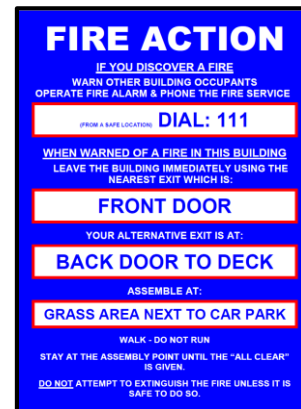 FIRE ACTION
IF YOU DISCOVER A FIRE
WARN OTHER BUILDING OCCUPANTS
OPERATE FIRE ALARM & PHONE THE FIRE SERVICE
(FROM A SAFE LOCATION) DIAL: 111
WHEN WARNED OF A FIRE IN THIS BUILDING
LEAVE THE BUILDING IMMEDIATELY USING THE
NEAREST EXIT WHICH IS:
FRONT DOOR
YOUR ALTERNATIVE EXIT IS AT:
BACK DOOR TO DECK
ASSEMBLE AT:
GRASS AREA NEXT TO CAR PARK
WALK - DO NOT RUN
STAY AT THE ASSEMBLY POINT UNTIL THE “ALL CLEAR”
IS GIVEN.
DO NOT ATTEMPT TO EXTINGUISH THE FIRE UNLESS IT IS
SAFE TO DO SO.